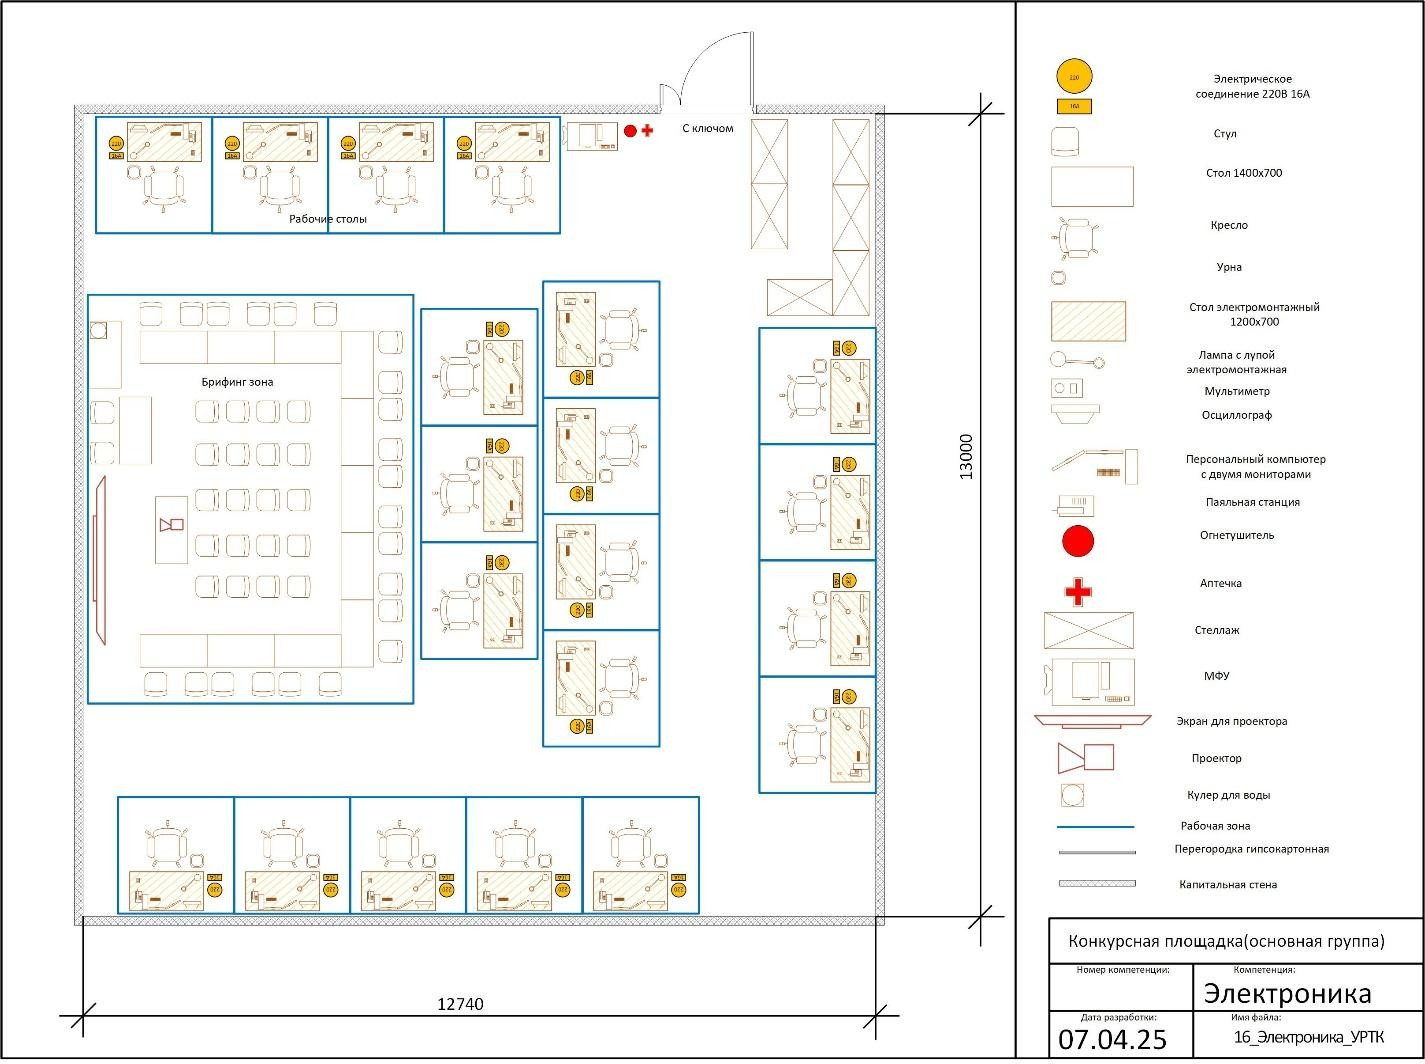 С ключом
Рабочие столы
Брифинг зона
13000
12740
220
16А
Электрическое
соединение 220В 16А
Стул
Стол 1400х700
Кресло
Урна
Стол электромонтажный
1200х700
Лампа с лупой
электромонтажная
Мультиметр
Осциллограф
Персональный компьютер
с двумя мониторами
Паяльная станция
Огнетушитель
Аптечка
Стеллаж
МФУ
Экран для проектора
Проектор
Кулер для воды
Рабочая зона
Перегородка гипсокартонная
Капитальная стена
Конкурсная площадка(основная группа)
Номер компетенции:
Компетенция:
Электроника
Дата разработки:
Имя файла:
07.04.25
16_Электроника_УРТК